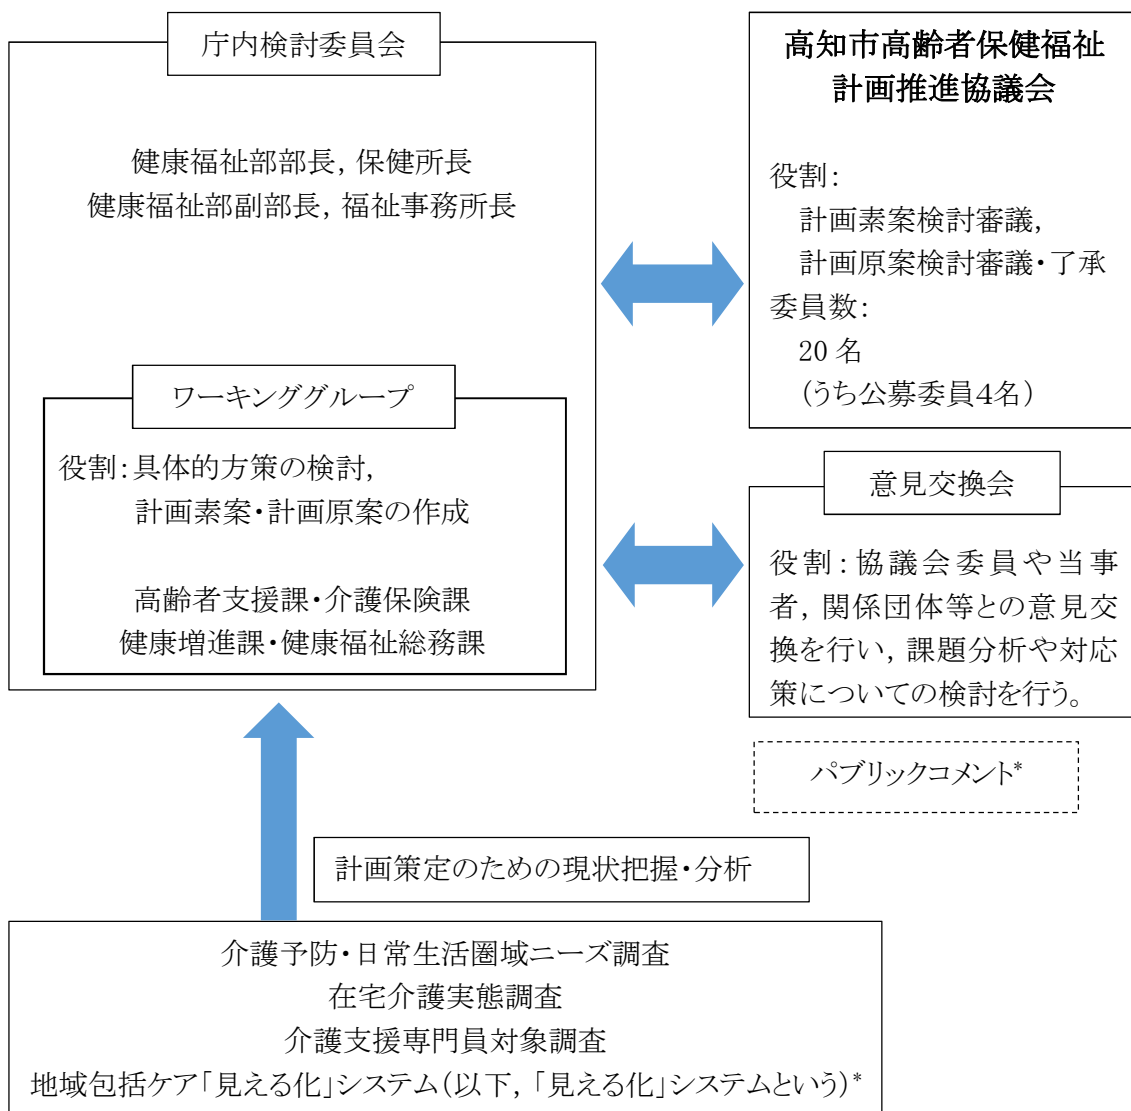 庁内検討委員会
健康福祉部部長，保健所長
健康福祉部副部長，福祉事務所長
ワーキンググループ
役割：具体的方策の検討，
計画素案・計画原案の作成
高齢者支援課・介護保険課
健康増進課・健康福祉総務課
高知市高齢者保健福祉
計画推進協議会
役割：
計画素案検討審議，
計画原案検討審議・了承
委員数：
20 名
（うち公募委員４名）
意見交換会
役割：協議会委員や当事
者，関係団体等との意見交
換を行い，課題分析や対応
策についての検討を行う。
パブリックコメント*
計画策定のための現状把握・分析
介護予防・日常生活圏域ニーズ調査
在宅介護実態調査
介護支援専門員対象調査
地域包括ケア「見える化」システム（以下，「見える化」システムという）*